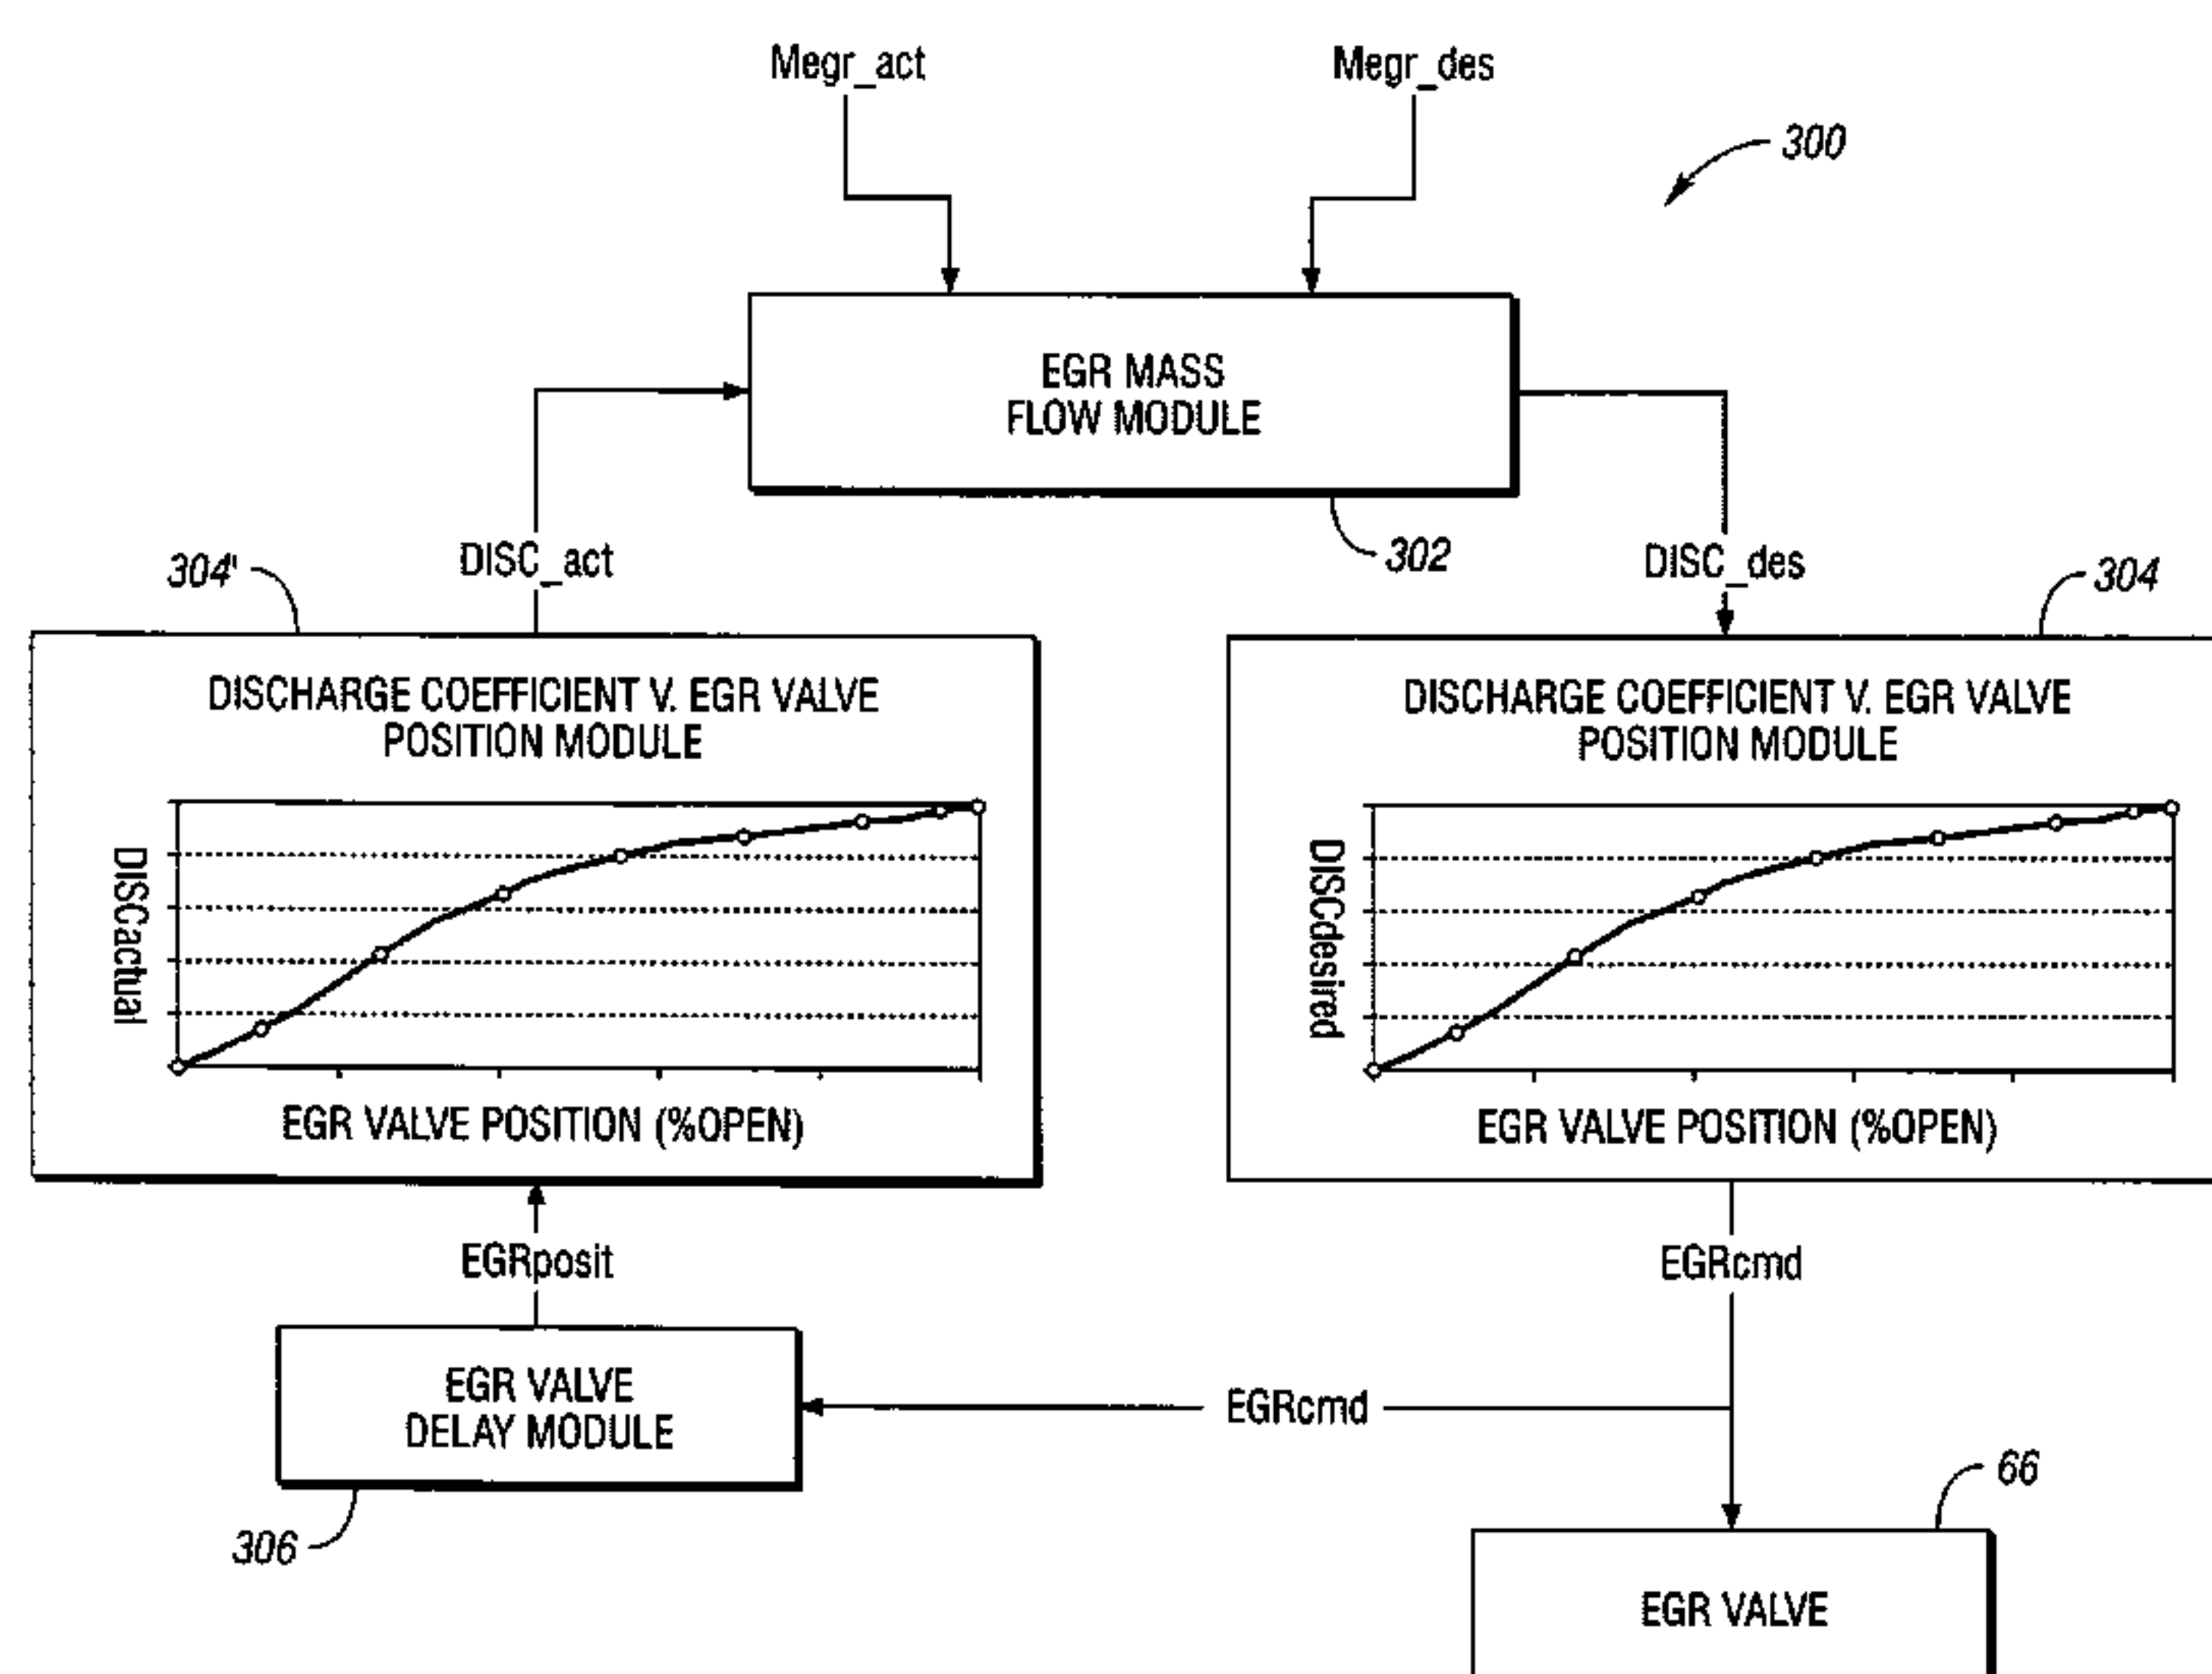 Megr_act
Megr_des
300
EGR MASS
FLOW MODULE
302
DISC_act
DISC_des
304'
304
DISCHARGE COEFFICIENT V. EGR VALVE
POSITION MODULE
DISCactual
EGR VALVE POSITION (%OPEN)
DISCHARGE COEFFICIENT V. EGR VALVE
POSITION MODULE
DISCdesired
EGR VALVE POSITION (%OPEN)
EGRposit
EGRcmd
EGR VALVE
DELAY MODULE
306
EGRcmd
66
EGR VALVE